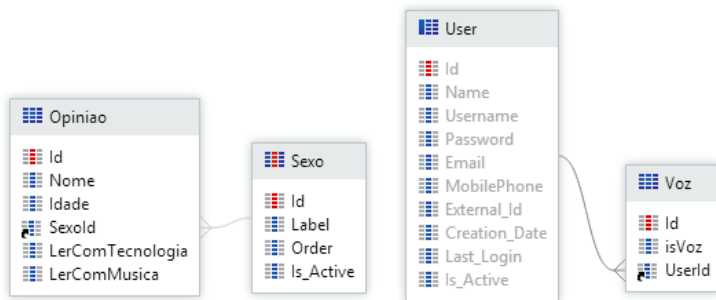 Opiniao
Id
Nome
Idade
SexoId
LerComTecnologia
LerComMusica
Sexo
Id
Label
Order
Is_Active
User
Id
Name
Username
Password
Email
MobilePhone
External_Id
Creation_Date
Last_Login
Is_Active
Voz
Id
isVoz
UserId